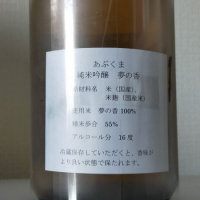 あぶくま
純米吟醸　夢の香
原材料名　米（国産）、
米麹（国産米）
使用米　夢の香 100%
精米歩合　55%
アルコール分　16度
冷蔵保存していただくと、香味が
より良い状態で保たれます。